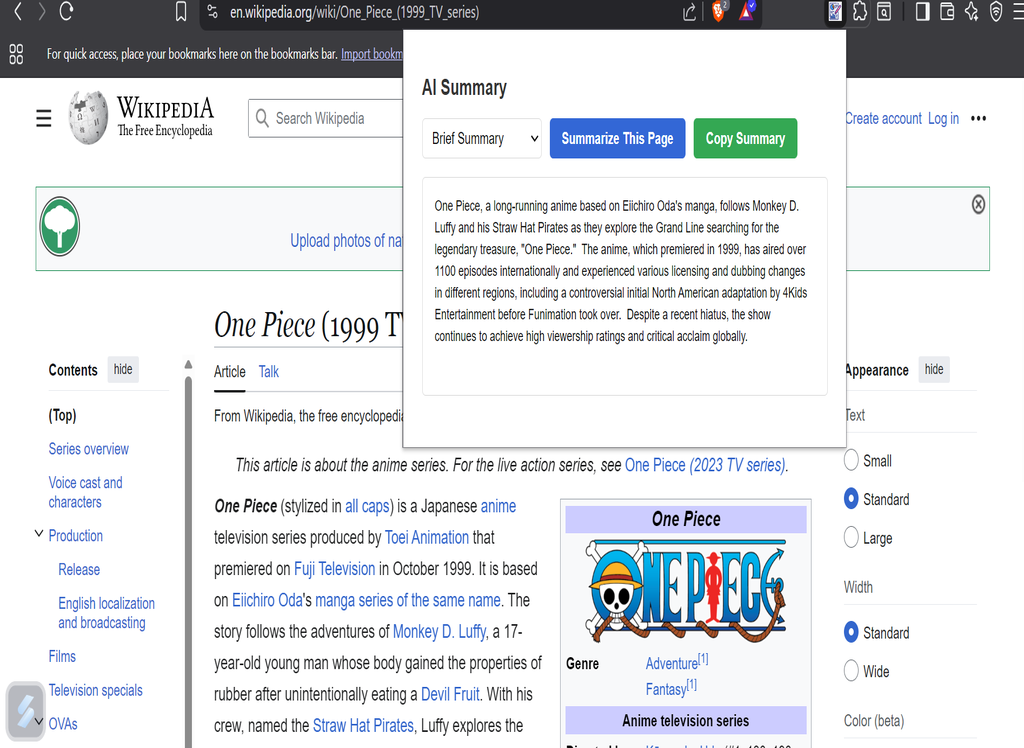 en.wikipedia.org/wiki/One_Piece_(1999_TV_series)
2
For quick access, place your bookmarks here on the bookmarks bar. Import bookm
AI Summary
Brief Summary
Summarize This Page
Copy Summary
One Piece, a long-running anime based on Eiichiro Oda's manga, follows Monkey D.
Luffy and his Straw Hat Pirates as they explore the Grand Line searching for the
legendary treasure, "One Piece." The anime, which premiered in 1999, has aired over
1100 episodes internationally and experienced various licensing and dubbing changes
in different regions, including a controversial initial North American adaptation by 4Kids
Entertainment before Funimation took over. Despite a recent hiatus, the show
continues to achieve high viewership ratings and critical acclaim globally.
WIKIPEDIA
The Free Encyclopedia
Search Wikipedia
Create account Log in •••
Upload photos of na
One Piece (1999 T
Article Talk
From Wikipedia, the free encyclopedi
Contents hide
(Top)
Series overview
Voice cast and
characters
Production
Release
English localization
and broadcasting
Films
Television specials
OVAs
This article is about the anime series. For the live action series, see One Piece (2023 TV series).
One Piece (stylized in all caps) is a Japanese anime
television series produced by Toei Animation that
premiered on Fuji Television in October 1999. It is based
on Eiichiro Oda's manga series of the same name. The
story follows the adventures of Monkey D. Luffy, a 17-
year-old young man whose body gained the properties of
rubber after unintentionally eating a Devil Fruit. With his
crew, named the Straw Hat Pirates, Luffy explores the
One Piece
ONE PIECE
Genre Adventure[1]
Fantasy[1]
Anime television series
Appearance hide
Text
Small
Standard
Large
Width
Standard
Wide
Color (beta)